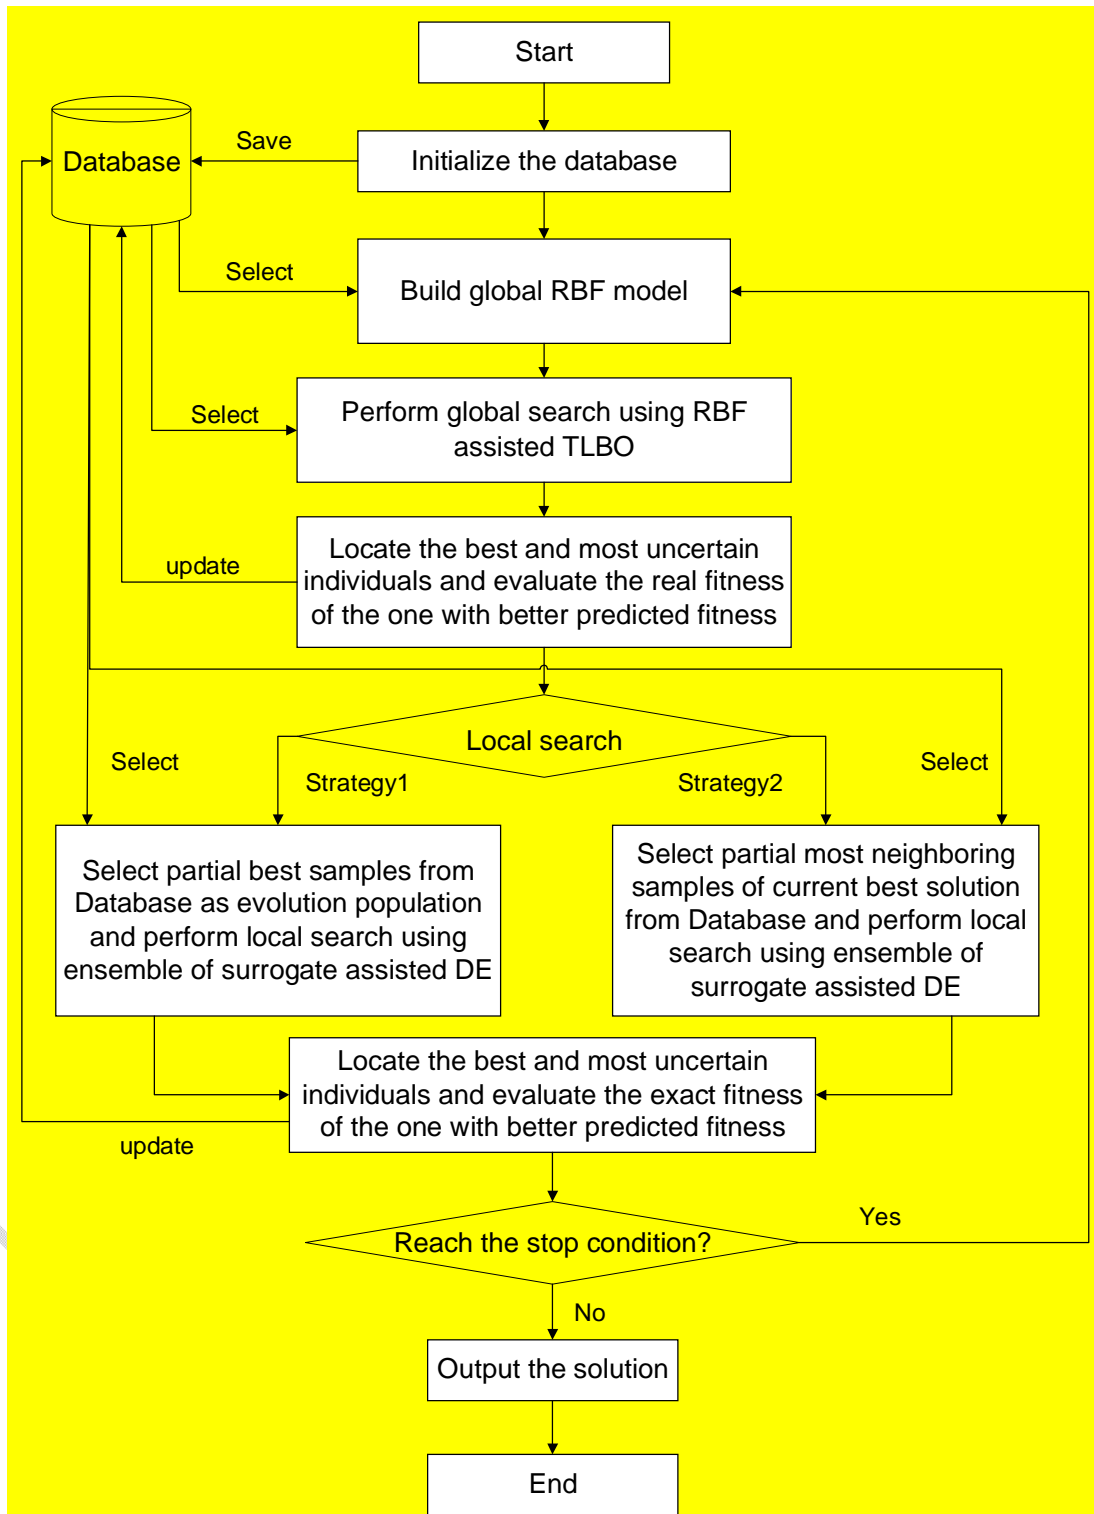 Start
Save
Database
Initialize the database
Select
Build global RBF model
Select
Perform global search using RBF
assisted TLBO
update
Locate the best and most uncertain
individuals and evaluate the real fitness
of the one with better predicted fitness
Local search
Select
Strategy1
Strategy2
Select
Select partial best samples from
Database as evolution population
and perform local search using
ensemble of surrogate assisted DE
Select partial most neighboring
samples of current best solution
from Database and perform local
search using ensemble of
surrogate assisted DE
Locate the best and most uncertain
individuals and evaluate the exact fitness
of the one with better predicted fitness
update
Reach the stop condition?
Yes
No
Output the solution
End